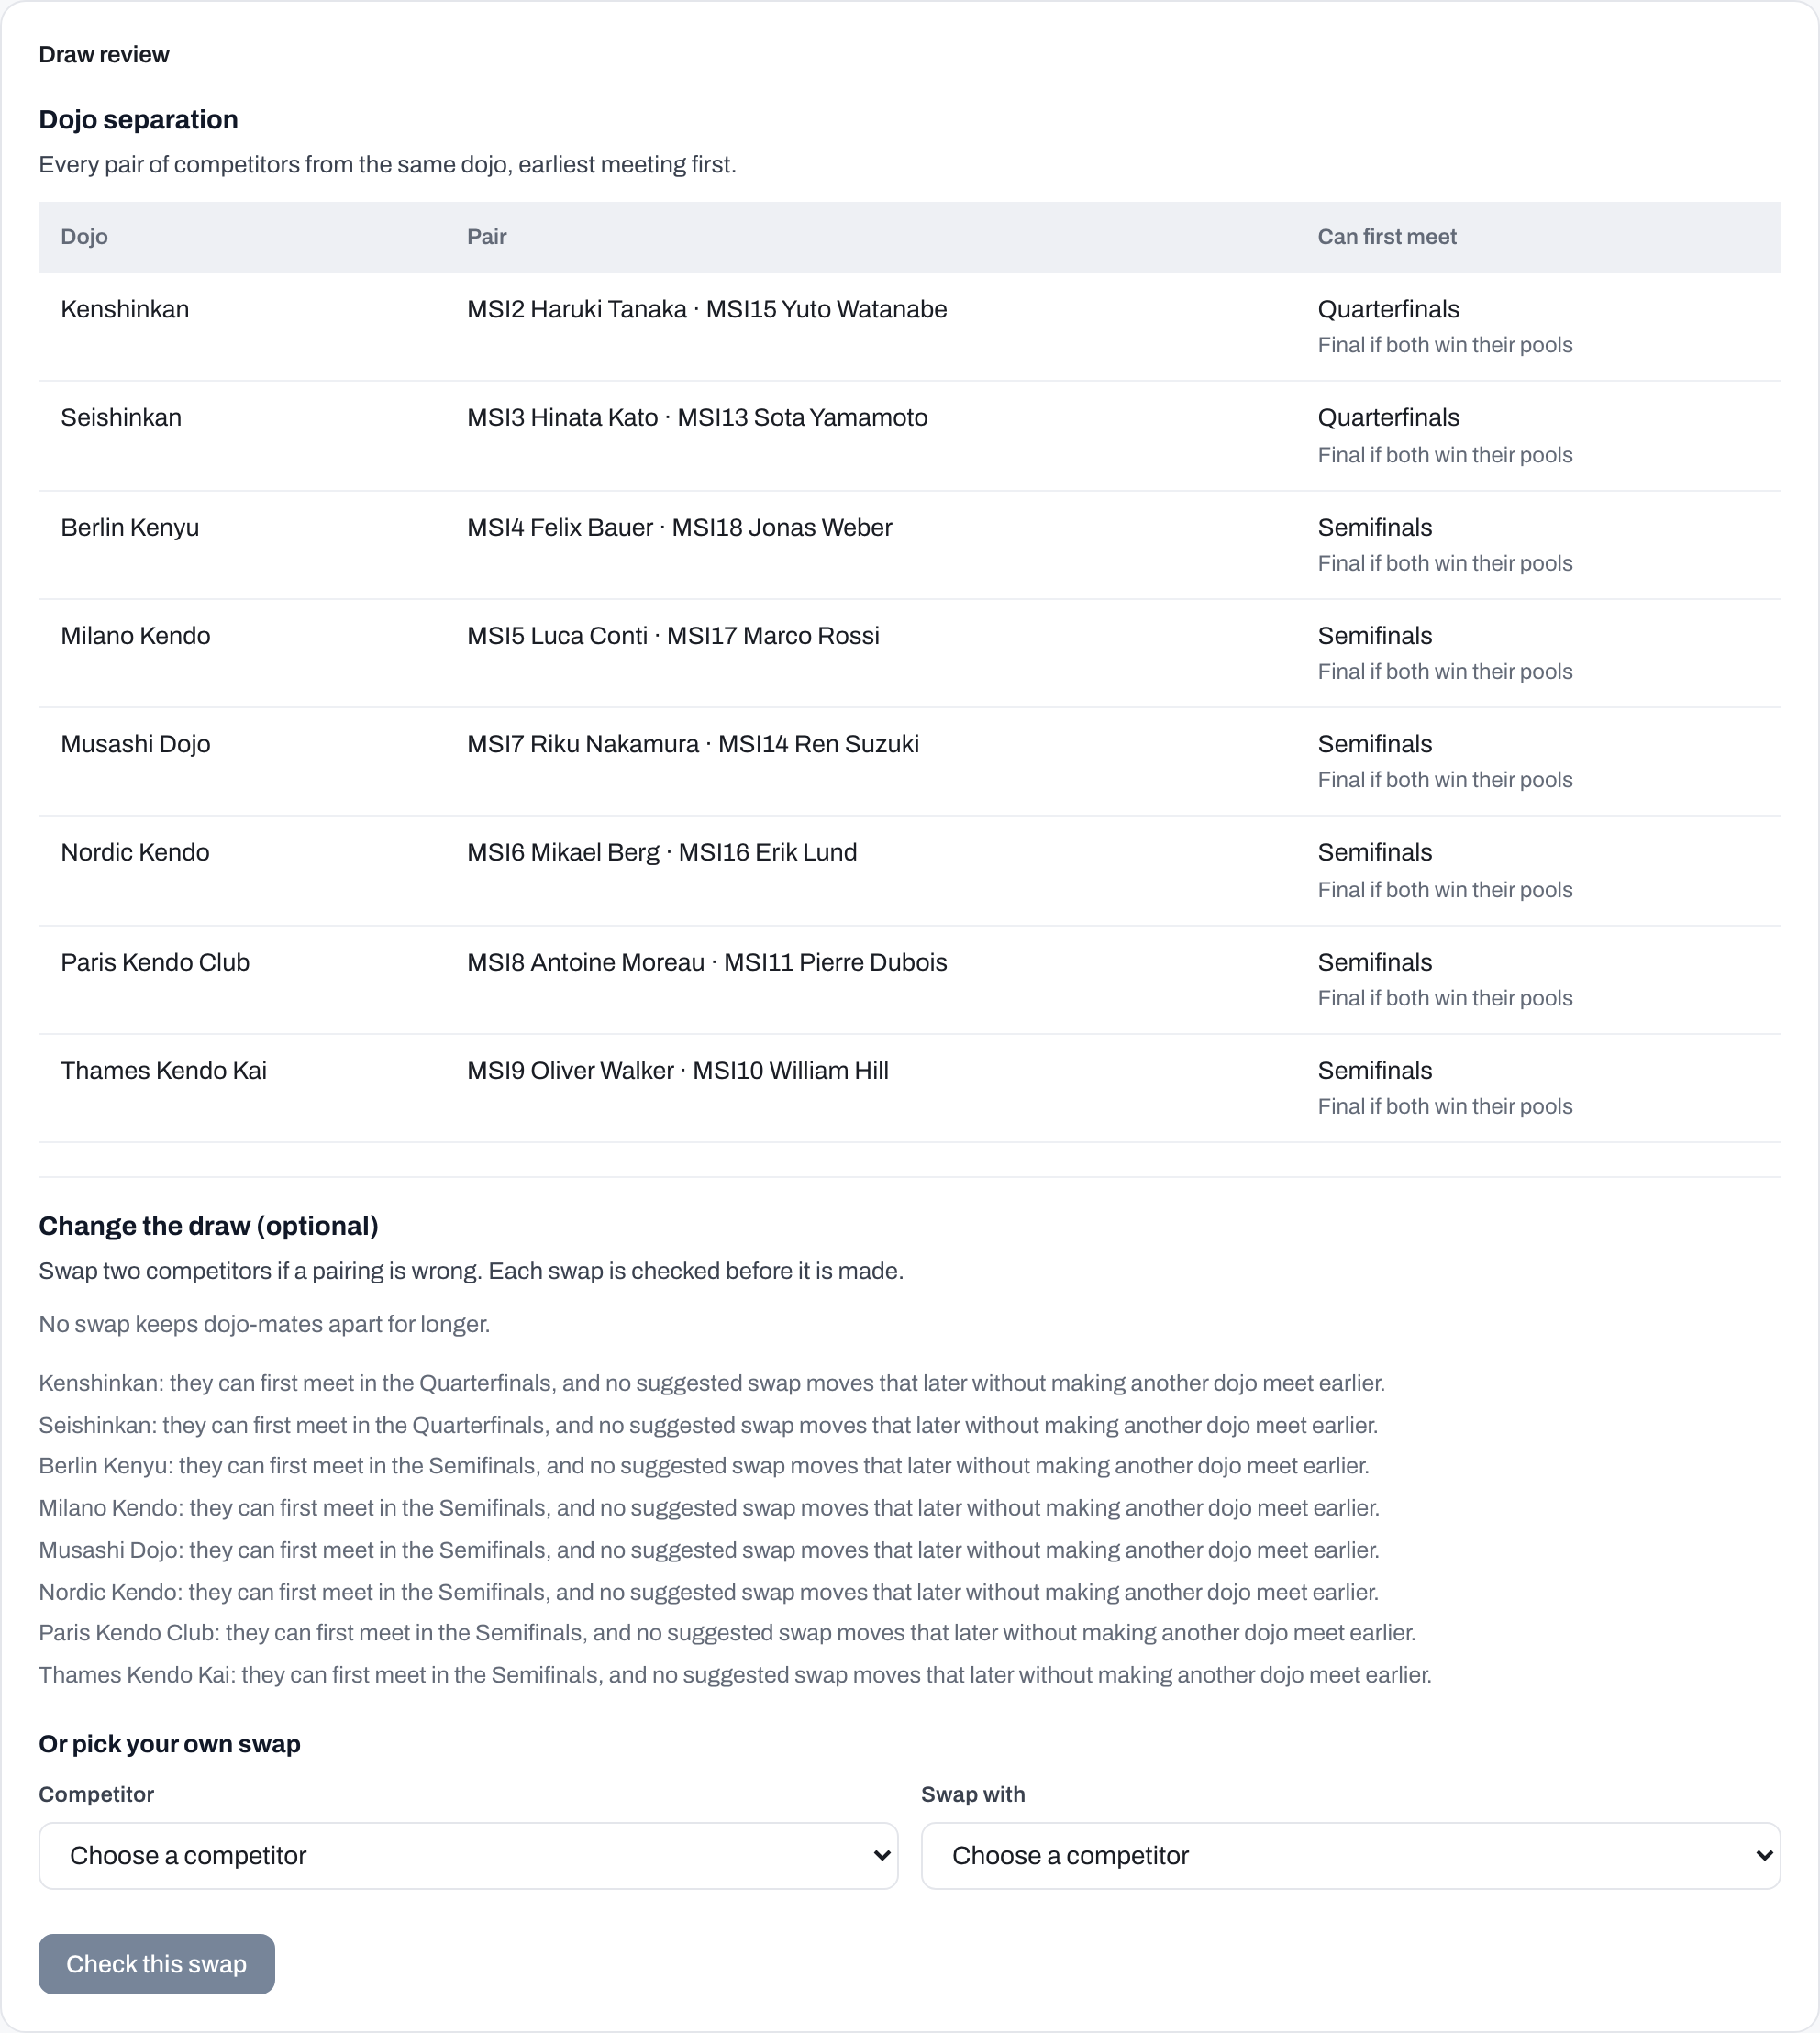 Draw review
Dojo separation
Every pair of competitors from the same dojo, earliest meeting first.
Dojo Pair Can first meet
Kenshinkan MSI2 Haruki Tanaka · MSI15 Yuto Watanabe Quarterfinals
Final if both win their pools
Seishinkan MSI3 Hinata Kato · MSI13 Sota Yamamoto Quarterfinals
Final if both win their pools
Berlin Kenyu MSI4 Felix Bauer · MSI18 Jonas Weber Semifinals
Final if both win their pools
Milano Kendo MSI5 Luca Conti · MSI17 Marco Rossi Semifinals
Final if both win their pools
Musashi Dojo MSI7 Riku Nakamura · MSI14 Ren Suzuki Semifinals
Final if both win their pools
Nordic Kendo MSI6 Mikael Berg · MSI16 Erik Lund Semifinals
Final if both win their pools
Paris Kendo Club MSI8 Antoine Moreau · MSI11 Pierre Dubois Semifinals
Final if both win their pools
Thames Kendo Kai MSI9 Oliver Walker · MSI10 William Hill Semifinals
Final if both win their pools
Change the draw (optional)
Swap two competitors if a pairing is wrong. Each swap is checked before it is made.
No swap keeps dojo-mates apart for longer.
Kenshinkan: they can first meet in the Quarterfinals, and no suggested swap moves that later without making another dojo meet earlier.
Seishinkan: they can first meet in the Quarterfinals, and no suggested swap moves that later without making another dojo meet earlier.
Berlin Kenyu: they can first meet in the Semifinals, and no suggested swap moves that later without making another dojo meet earlier.
Milano Kendo: they can first meet in the Semifinals, and no suggested swap moves that later without making another dojo meet earlier.
Musashi Dojo: they can first meet in the Semifinals, and no suggested swap moves that later without making another dojo meet earlier.
Nordic Kendo: they can first meet in the Semifinals, and no suggested swap moves that later without making another dojo meet earlier.
Paris Kendo Club: they can first meet in the Semifinals, and no suggested swap moves that later without making another dojo meet earlier.
Thames Kendo Kai: they can first meet in the Semifinals, and no suggested swap moves that later without making another dojo meet earlier.
Or pick your own swap
Competitor Swap with
Choose a competitor Choose a competitor
Check this swap